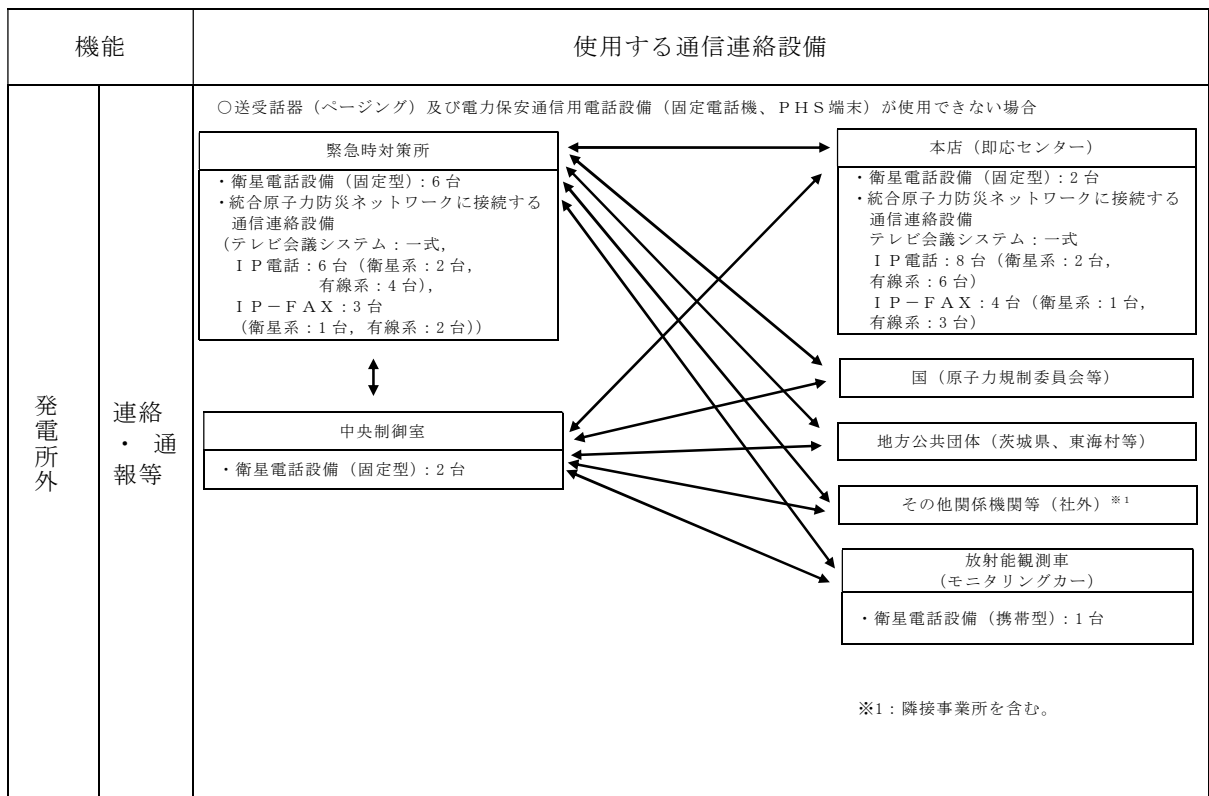 機能
使用する通信連絡設備
発電所外
連絡
・ 通
報等
○送受話器（ページング）及び電力保安通信用電話設備（固定電話機、ＰＨＳ端末）が使用できない場合
緊急時対策所
・衛星電話設備（固定型）：6台
・統合原子力防災ネットワークに接続する
通信連絡設備
（テレビ会議システム：一式，
ＩＰ電話：6台（衛星系：2台，
有線系：4台），
ＩＰ－ＦＡＸ：3台
（衛星系：1台，有線系：2台））
中央制御室
・衛星電話設備（固定型）：2台
本店（即応センター）
・衛星電話設備（固定型）：2台
・統合原子力防災ネットワークに接続する
通信連絡設備
テレビ会議システム：一式
ＩＰ電話：8台（衛星系：2台，
有線系：6台）
ＩＰ－ＦＡＸ：4台（衛星系：1台，
有線系：3台）
国（原子力規制委員会等）
地方公共団体（茨城県、東海村等）
その他関係機関等（社外）※1
放射能観測車
（モニタリングカー）
・衛星電話設備（携帯型）：1台
※1：隣接事業所を含む。